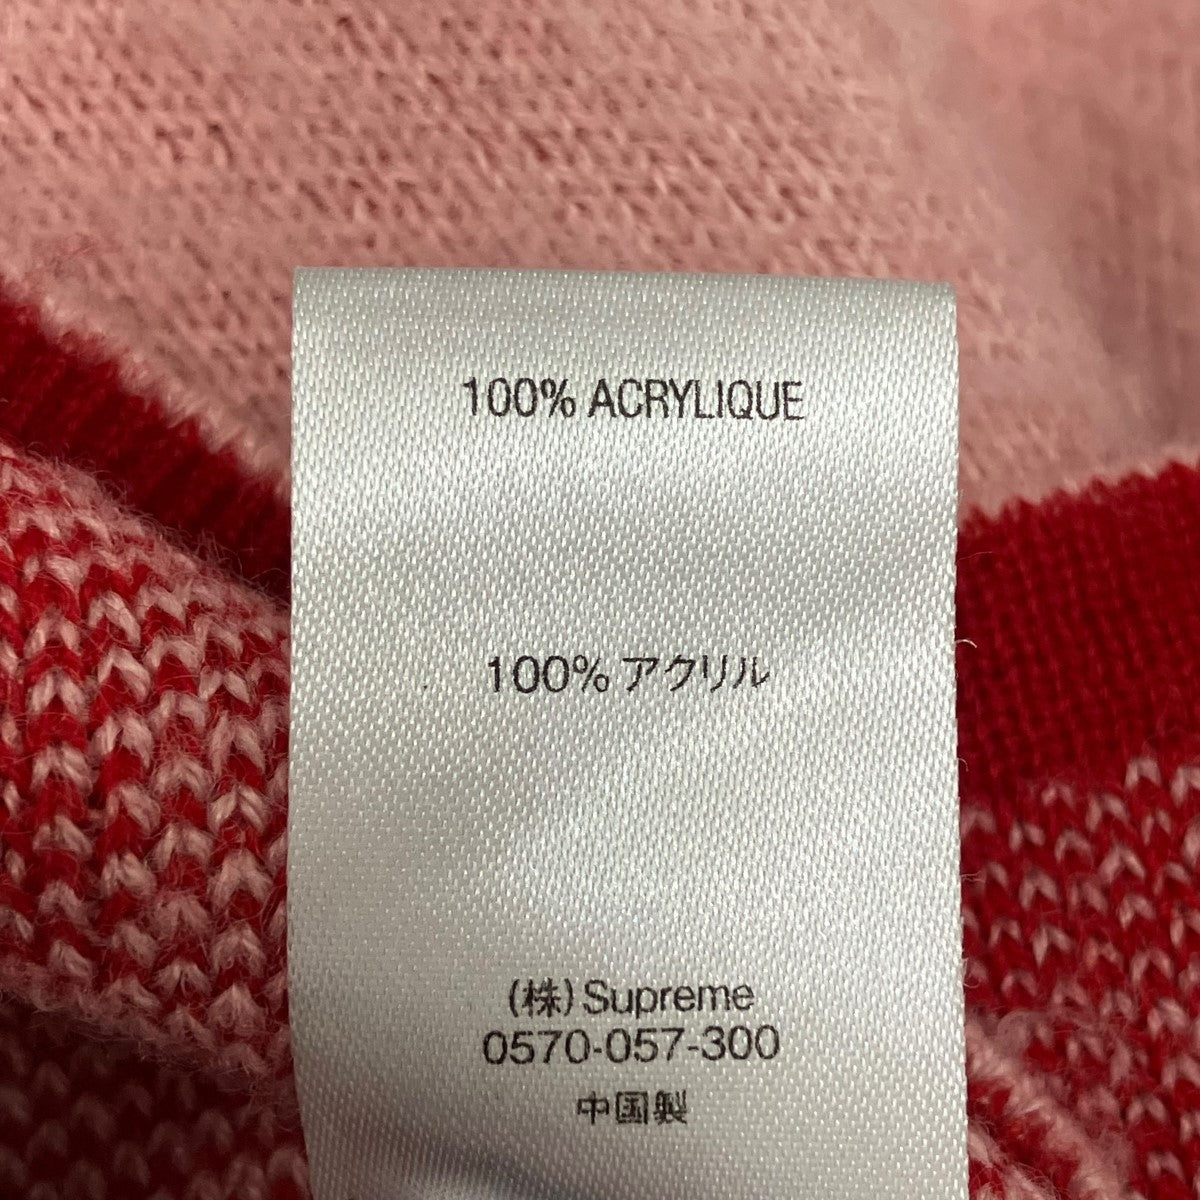 100% ACRYLIQUE
100% アクリル
(株) Supreme
0570-057-300
中国製